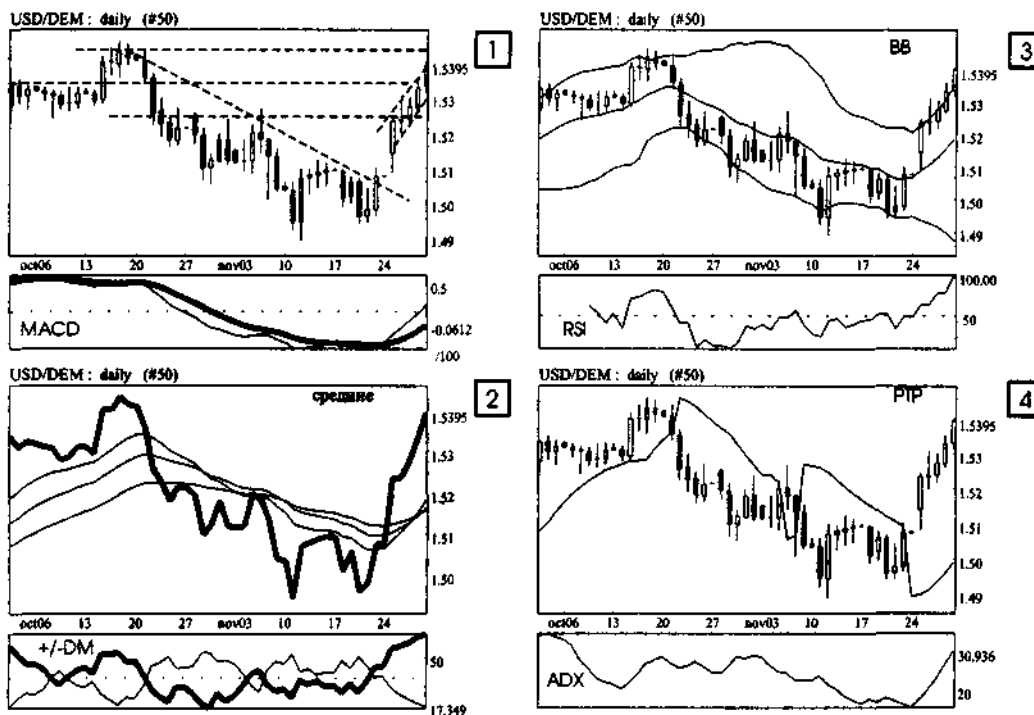 USD/DEM : daily (#50)
1
1.5395
1.53
1.52
1.51
1.50
1.49
oct06 13 20 27 nov03 10 17 24
MACD
0.5
-0.0612
/100
USD/DEM : daily (#50)
BB
3
1.5395
1.53
1.52
1.51
1.50
1.49
oct06 13 20 27 nov03 10 17 24
RSI
100.00
50
USD/DEM : daily (#50)
средние
2
1.5395
1.53
1.52
1.51
1.50
oct06 13 20 27 nov03 10 17 24
+/-DM
50
17.349
USD/DEM : daily (#50)
PTP
4
1.5395
1.53
1.52
1.51
1.50
1.49
oct06 13 20 27 nov03 10 17 24
ADX
30.936
20